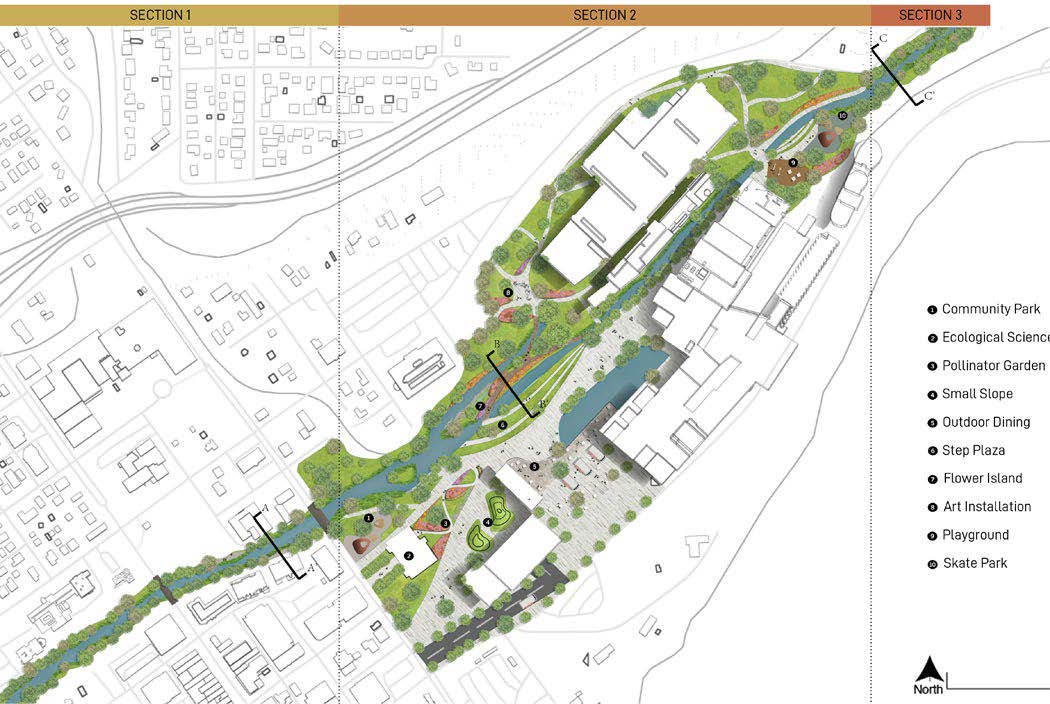 SECTION 1
SECTION 2
SECTION 3
C
C'
10
9
8
B
B'
7
6
5
A
A'
1
3
4
2
1 Community Park
2 Ecological Science
3 Pollinator Garden
4 Small Slope
5 Outdoor Dining
6 Step Plaza
7 Flower Island
8 Art Installation
9 Playground
10 Skate Park
North